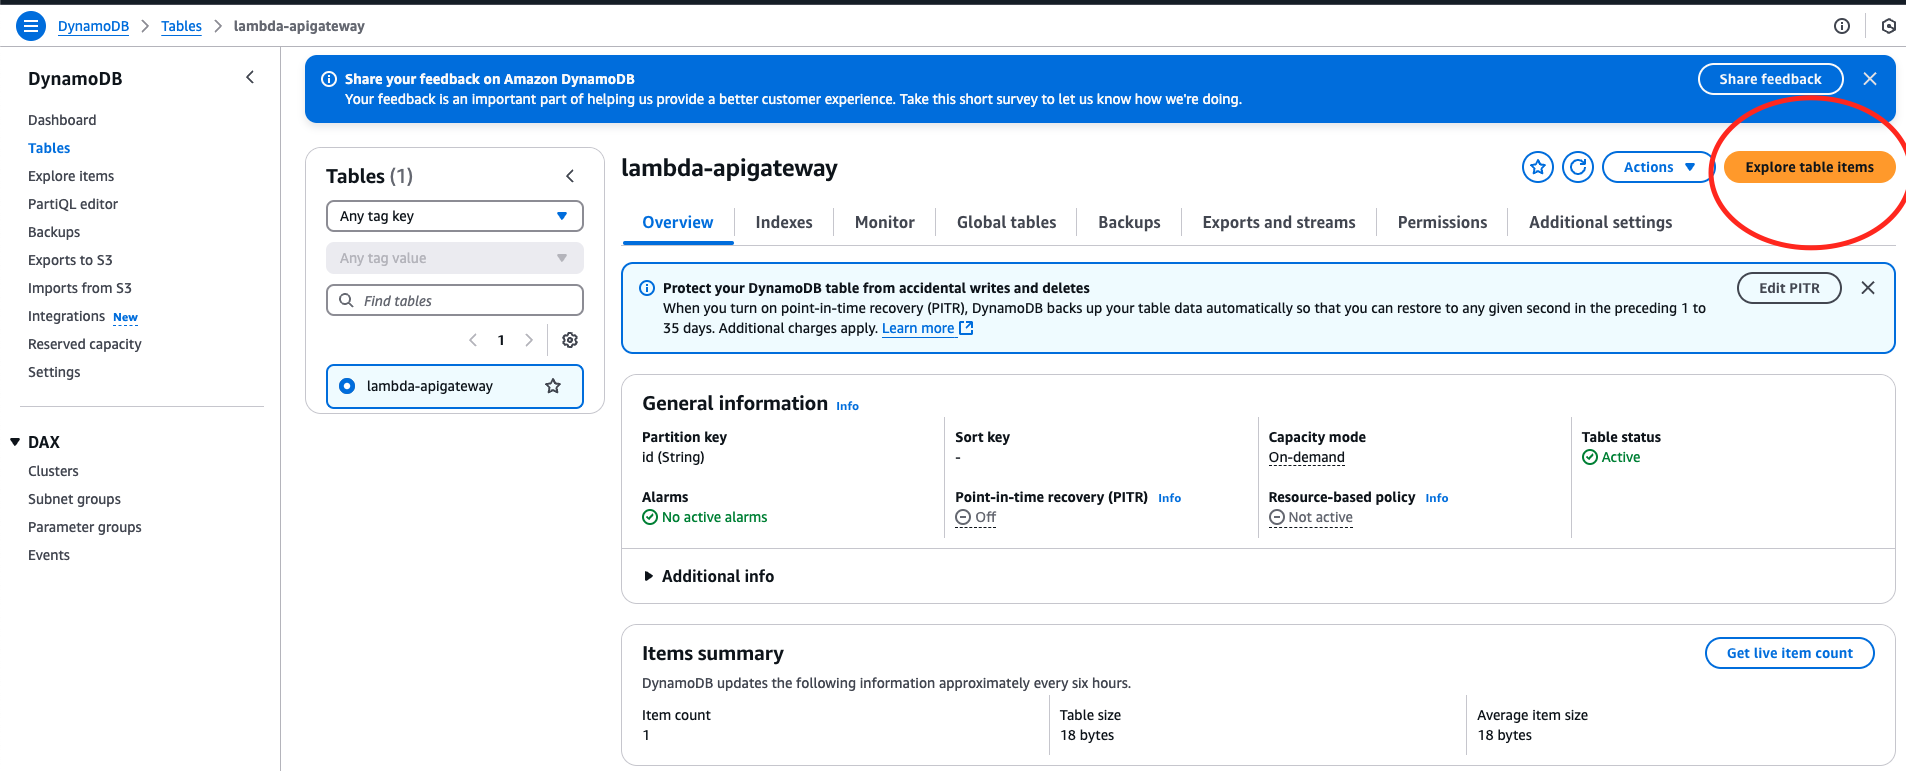 DynamoDB > Tables > lambda-apigateway
DynamoDB
Dashboard
Tables
Explore items
PartiQL editor
Backups
Exports to S3
Imports from S3
Integrations New
Reserved capacity
Settings
DAX
Clusters
Subnet groups
Parameter groups
Events
Share your feedback on Amazon DynamoDB
Your feedback is an important part of helping us provide a better customer experience. Take this short survey to let us know how we're doing.
Share feedback
Tables (1)
Any tag key
Any tag value
Find tables
1
lambda-apigateway
lambda-apigateway
Actions
Explore table items
Overview
Indexes
Monitor
Global tables
Backups
Exports and streams
Permissions
Additional settings
Protect your DynamoDB table from accidental writes and deletes
When you turn on point-in-time recovery (PITR), DynamoDB backs up your table data automatically so that you can restore to any given second in the preceding 1 to
35 days. Additional charges apply. Learn more
Edit PITR
General information Info
Partition key
id (String)
Sort key
-
Capacity mode
On-demand
Table status
Active
Alarms
No active alarms
Point-in-time recovery (PITR) Info
Off
Resource-based policy Info
Not active
Additional info
Items summary
Get live item count
DynamoDB updates the following information approximately every six hours.
Item count
1
Table size
18 bytes
Average item size
18 bytes